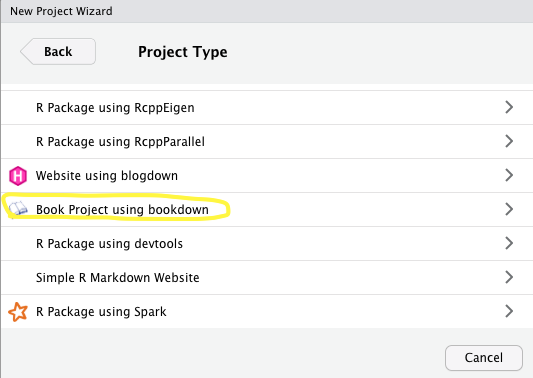 New Project Wizard
Back
Project Type
R Package using RcppEigen
R Package using RcppParallel
H
Website using blogdown
Book Project using bookdown
R Package using devtools
Simple R Markdown Website
R Package using Spark
Cancel